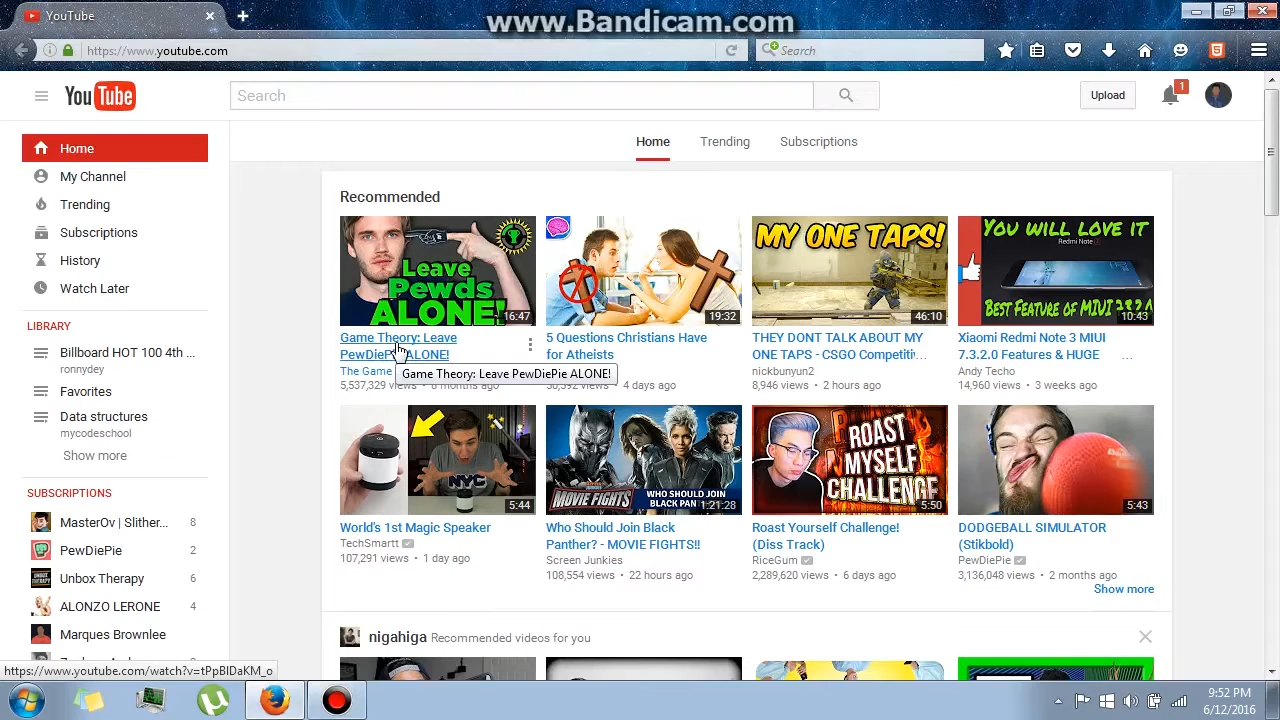 www.Bandicam.com
YouTube
https://www.youtube.com
Search
YouTube
Search
Upload
1
Home
Trending
Subscriptions
Home
My Channel
Trending
Subscriptions
History
Watch Later
LIBRARY
Billboard HOT 100 4th ...
ronnydey
Favorites
Data structures
mycodeschool
Show more
SUBSCRIPTIONS
MasterOv | Slither... 8
PewDiePie 2
Unbox Therapy 6
ALONZO LERONE 4
Marques Brownlee
Recommended
Leave
Pewds
ALONE!
16:47
Game Theory: Leave
PewDiePie ALONE!
The Game
Game Theory: Leave PewDiePie ALONE!
5,537,329 views
19:32
5 Questions Christians Have
for Atheists
4 days ago
MY ONE TAPS!
46:10
THEY DONT TALK ABOUT MY
ONE TAPS - CSGO Competitiv...
nickbunyun2
8,946 views • 2 hours ago
YOU WILL LOVE IT
Redmi Note 3
BEST FEATURE OF MIUI 7.3.2.0
10:43
Xiaomi Redmi Note 3 MIUI
7.3.2.0 Features & HUGE ...
Andy Techo
14,960 views • 3 weeks ago
NYC
5:44
World's 1st Magic Speaker
TechSmartt
107,291 views • 1 day ago
MOVIE FIGHTS
WHO SHOULD JOIN
BLACK PAN
1:21:28
Who Should Join Black
Panther? - MOVIE FIGHTS!!
Screen Junkies
108,554 views • 22 hours ago
ROAST
MYSELF
CHALLENGE
5:50
Roast Yourself Challenge!
(Diss Track)
RiceGum
2,289,620 views • 6 days ago
5:43
DODGEBALL SIMULATOR
(Stikbold)
PewDiePie
3,136,048 views • 2 months ago
Show more
nigahiga Recommended videos for you
https://www.youtube.com/watch?v=tPpBIDaKM_o
9:52 PM
6/12/2016